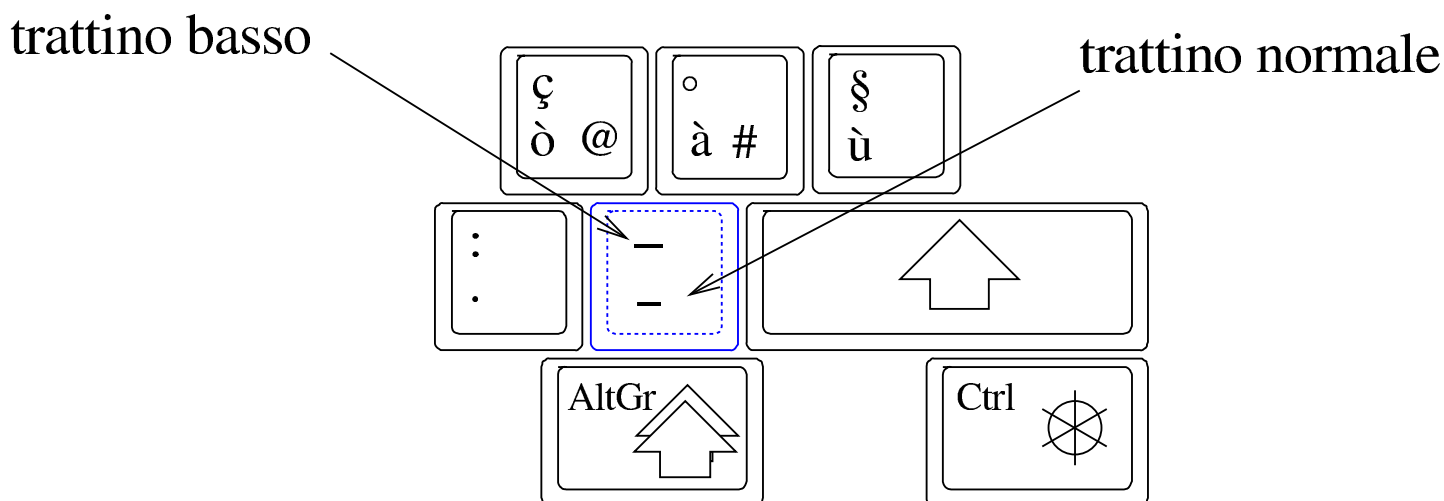 trattino basso
trattino normale
ç
ò @
°
à #
§
ù
:
.
_
-
AltGr
Ctrl